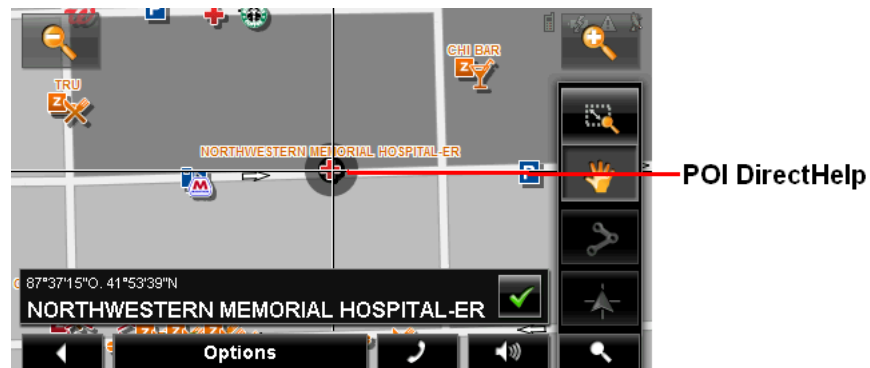 CHI BAR
Z
TRU
Z
NORTHWESTERN MEMORIAL HOSPITAL-ER
M
P
POI DirectHelp
87°37'15"O. 41°53'39"N
NORTHWESTERN MEMORIAL HOSPITAL-ER
Options